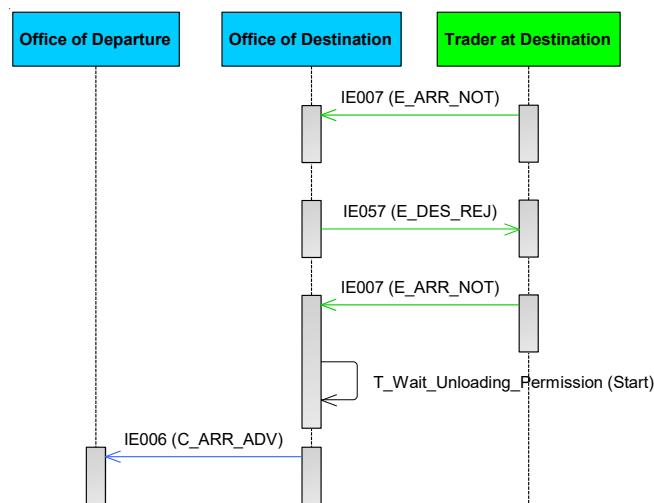 Office of Departure
Office of Destination
Trader at Destination
IE007 (E_ARR_NOT)
IE057 (E_DES_REJ)
IE007 (E_ARR_NOT)
T_Wait_Unloading_Permission (Start)
IE006 (C_ARR_ADV)